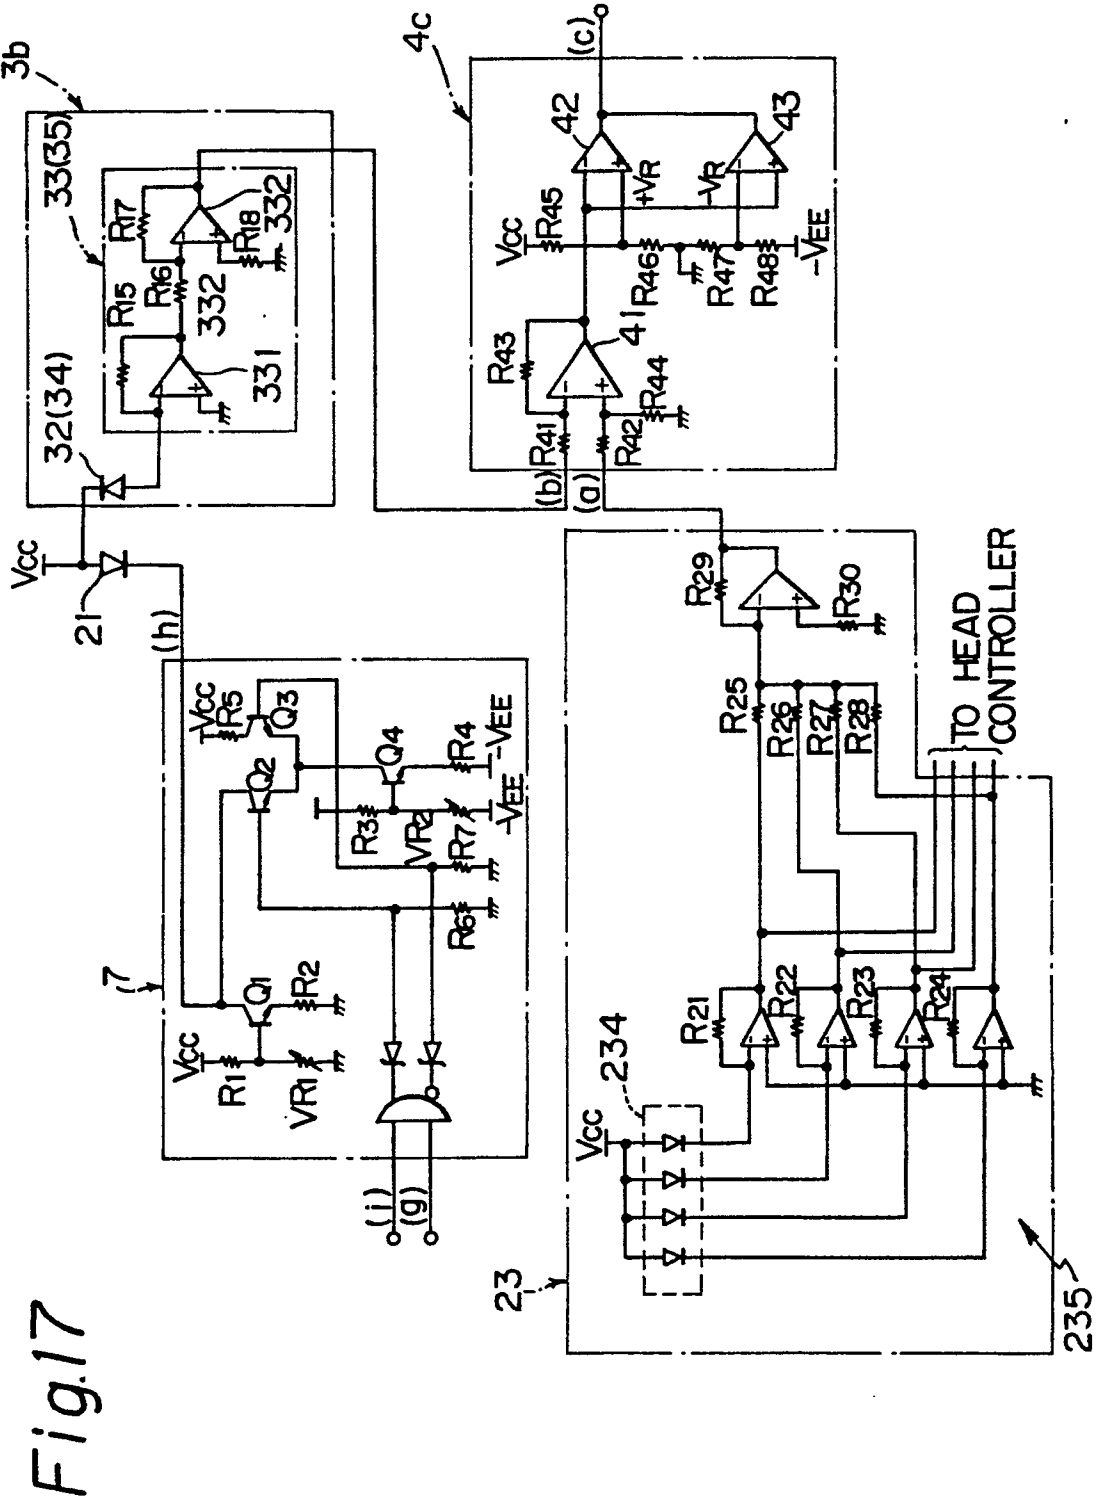 Fig.17
3b
33(35)
R17
332
R18
R16
R15
332
331
32(34)
VCC
21
(h)
4c
(c)
42
43
+VR
-VR
VCC
R45
R46
R47
R48
-VEE
R43
41
R44
R41
R42
(b)
(a)
7
VCC
R5
Q3
Q2
Q4
R4
-VEE
R3
VR2
-VEE
R7
R6
Q1
R2
VCC
R1
VR1
(i)
(g)
23
235
234
VCC
R21
R22
R23
R24
R25
R26
R27
R28
R29
R30
TO HEAD
CONTROLLER